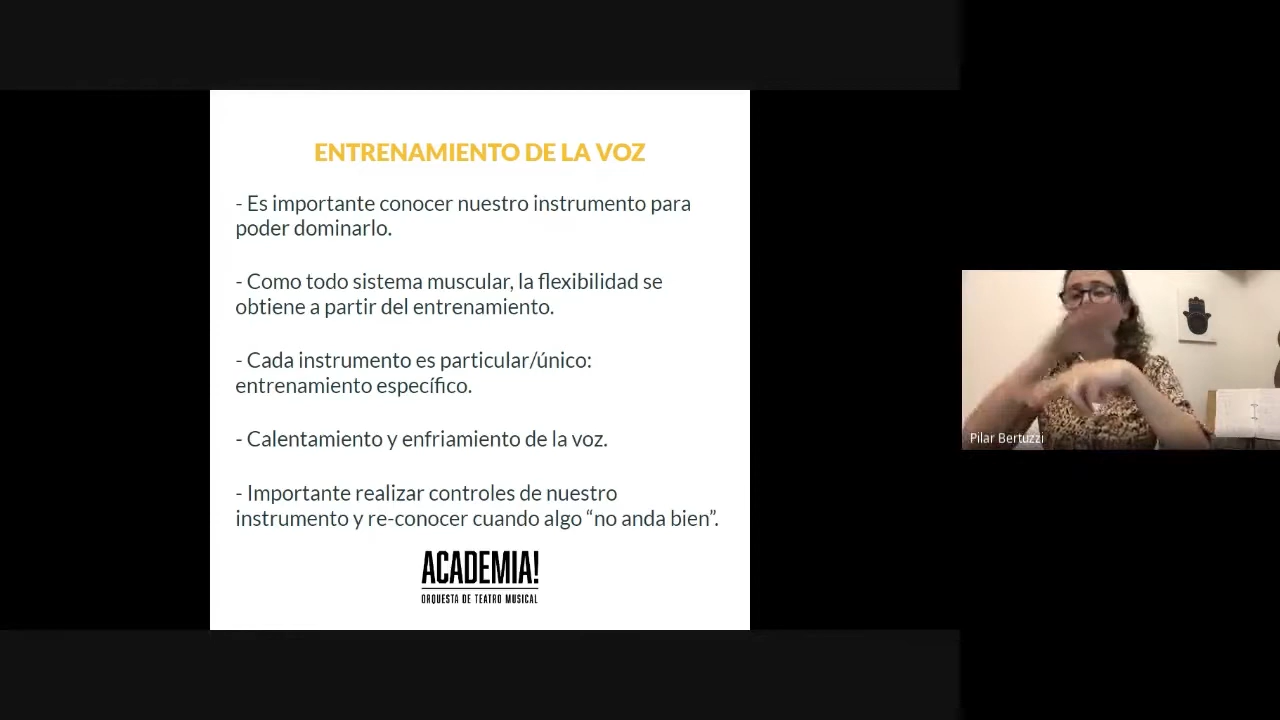 ENTRENAMIENTO DE LA VOZ
- Es importante conocer nuestro instrumento para
poder dominarlo.
- Como todo sistema muscular, la flexibilidad se
obtiene a partir del entrenamiento.
- Cada instrumento es particular/único:
entrenamiento específico.
- Calentamiento y enfriamiento de la voz.
- Importante realizar controles de nuestro
instrumento y re-conocer cuando algo “no anda bien”.
ACADEMIA!
ORQUESTA DE TEATRO MUSICAL
Pilar Bertuzzi